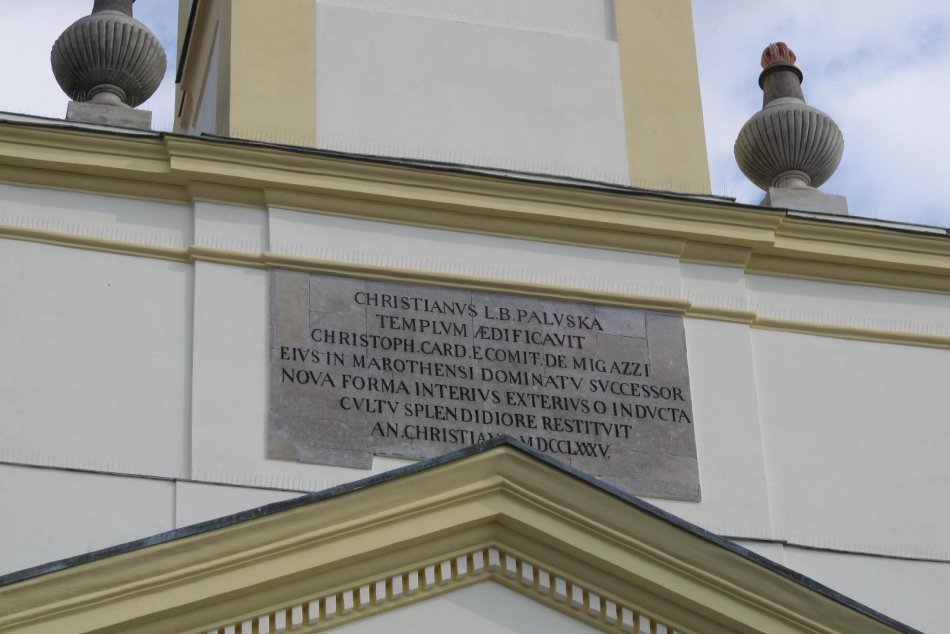 CHRISTIANVS L.B.PALVSKA
TEMPLVM ÆDIFICAVIT
CHRISTOPH.CARD.E COMIT.DE MIGAZZI
EIVS IN MAROTHENSI DOMINATV SVCCESSOR
NOVA FORMA INTERIVS EXTERIVS O INDVCTA
CVLTV SPLENDIDIORE RESTITVIT
MDCCLXXXV.